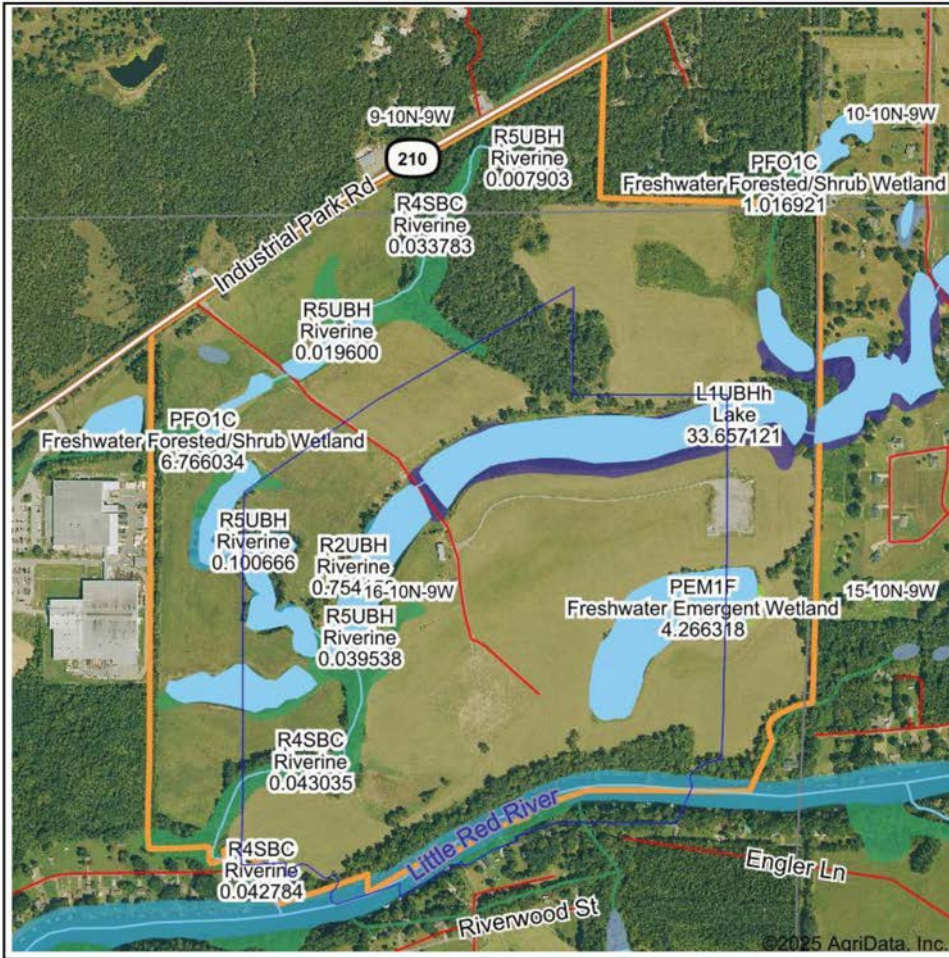 9-10N-9W
10-10N-9W
210
R5UBH
Riverine
0.007903
PFO1C
Freshwater Forested/Shrub Wetland
1.016921
Industrial Park Rd
R4SBC
Riverine
0.033783
R5UBH
Riverine
0.019600
PFO1C
Freshwater Forested/Shrub Wetland
6.766034
L1UBHh
Lake
33.657121
R5UBH
Riverine
0.100666
R2UBH
Riverine
16-10N-9W
PEM1F
Freshwater Emergent Wetland
4.266318
15-10N-9W
R5UBH
Riverine
0.039538
R4SBC
Riverine
0.043035
Little Red River
R4SBC
Riverine
0.042784
Engler Ln
Riverwood St
©2025 AgriData, Inc.